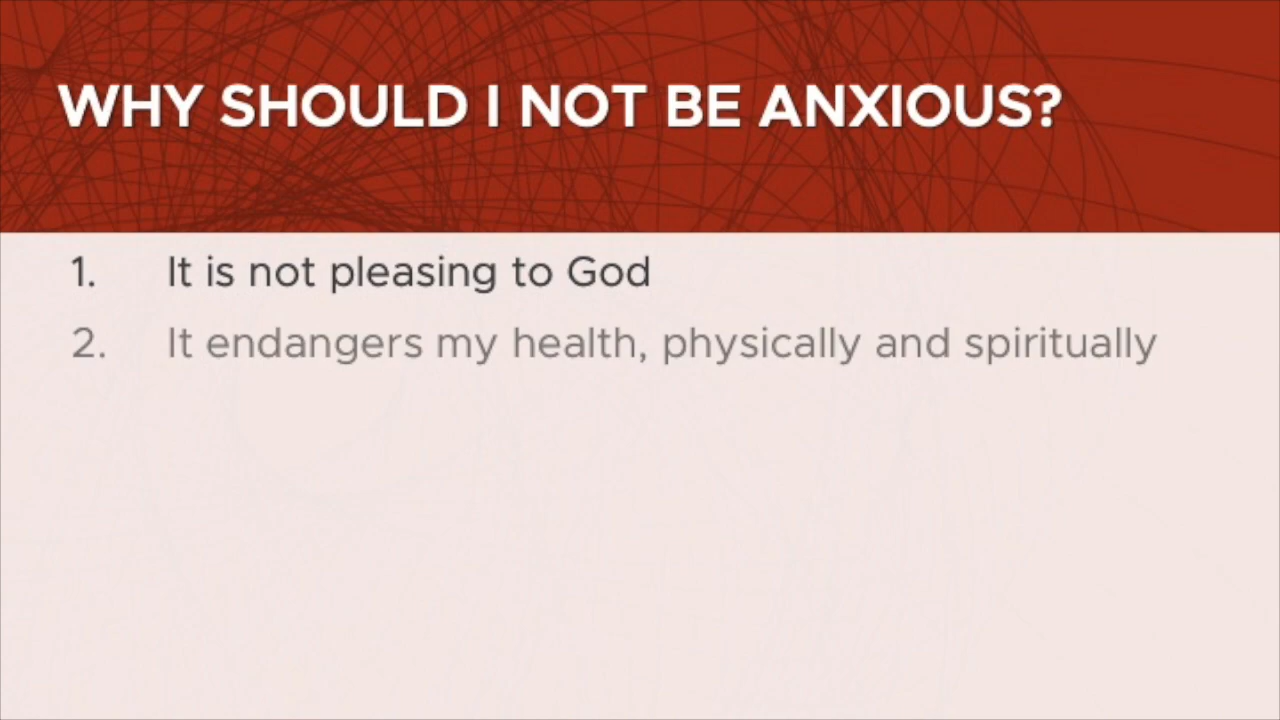 WHY SHOULD I NOT BE ANXIOUS?
1. It is not pleasing to God
2. It endangers my health, physically and spiritually